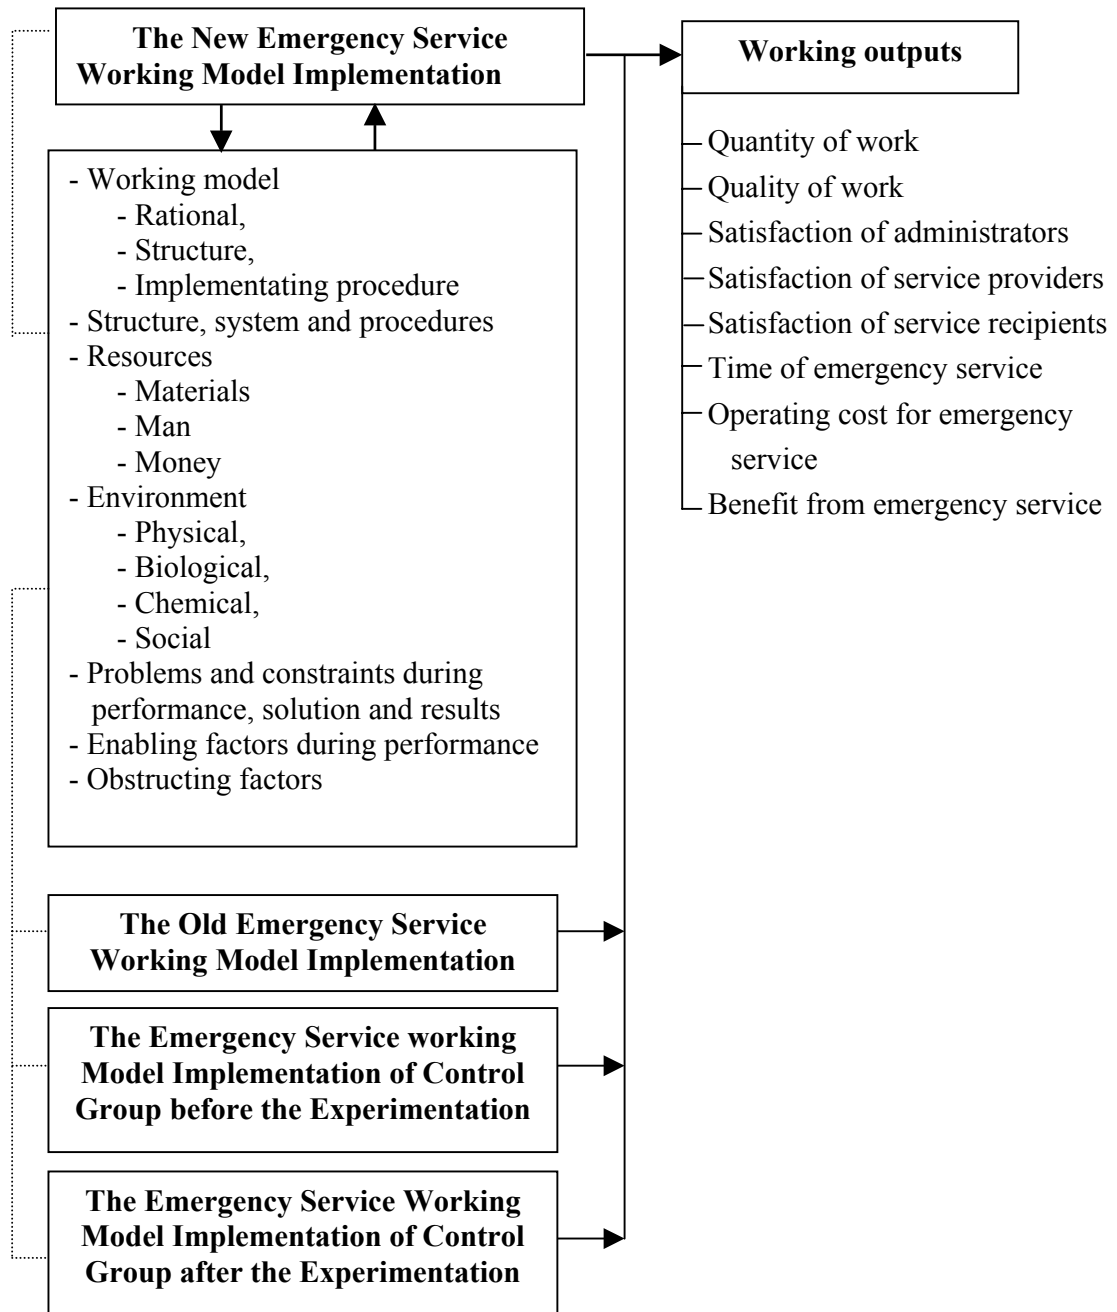 The New Emergency Service
Working Model Implementation
- Working model
- Rational,
- Structure,
- Implementating procedure
- Structure, system and procedures
- Resources
- Materials
- Man
- Money
- Environment
- Physical,
- Biological,
- Chemical,
- Social
- Problems and constraints during
performance, solution and results
- Enabling factors during performance
- Obstructing factors
The Old Emergency Service
Working Model Implementation
The Emergency Service working
Model Implementation of Control
Group before the Experimentation
The Emergency Service Working
Model Implementation of Control
Group after the Experimentation
Working outputs
Quantity of work
Quality of work
Satisfaction of administrators
Satisfaction of service providers
Satisfaction of service recipients
Time of emergency service
Operating cost for emergency
service
Benefit from emergency service